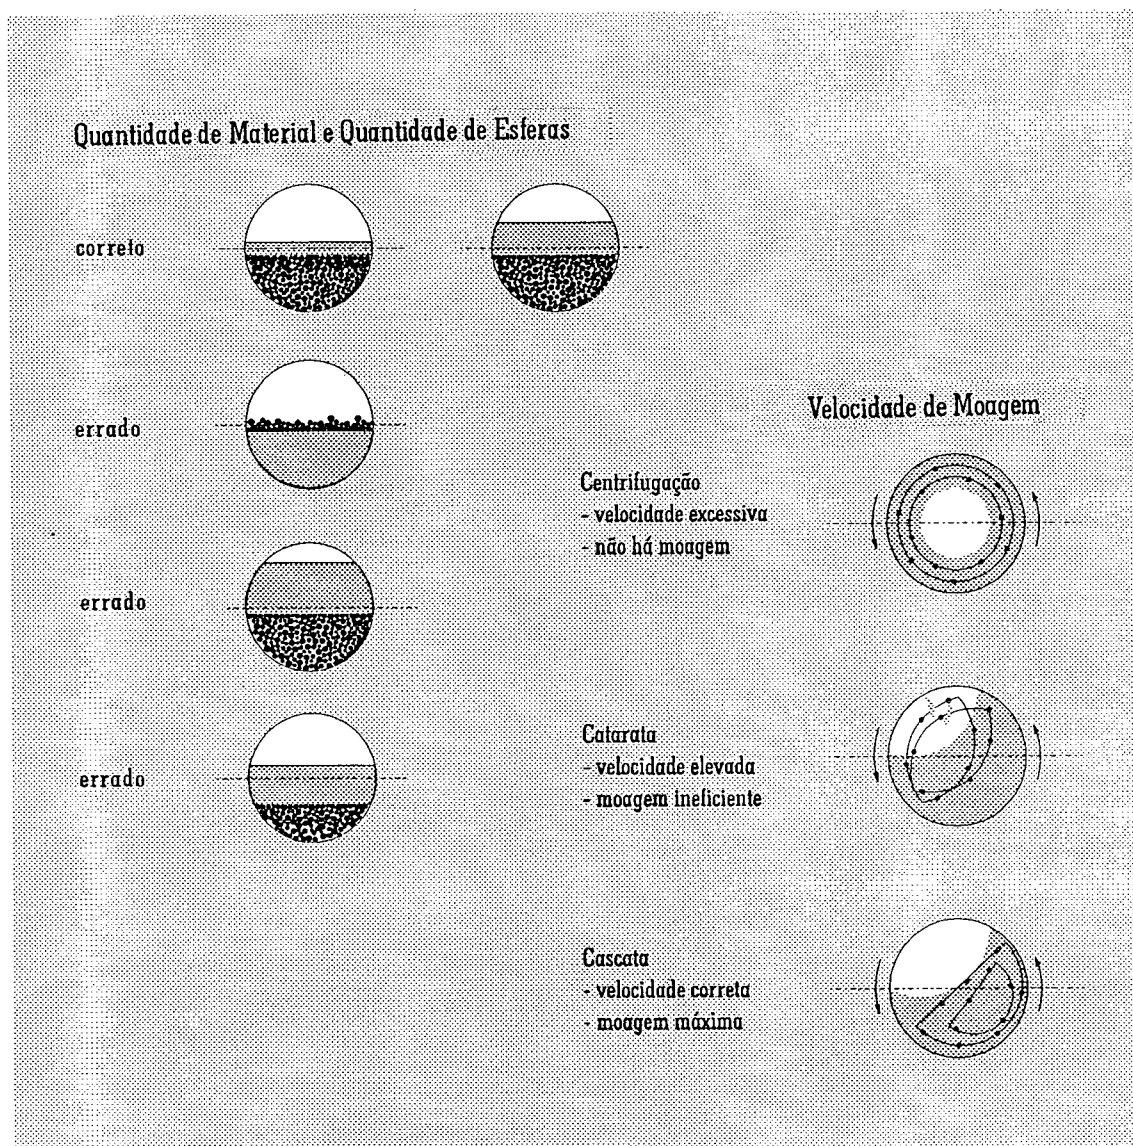 Quantidade de Material e Quantidade de Esferas
correto
errado
errado
errado
Velocidade de Moagem
Centrifugação
- velocidade excessiva
- não há moagem
Catarata
- velocidade elevada
- moagem ineficiente
Cascata
- velocidade correta
- moagem máxima